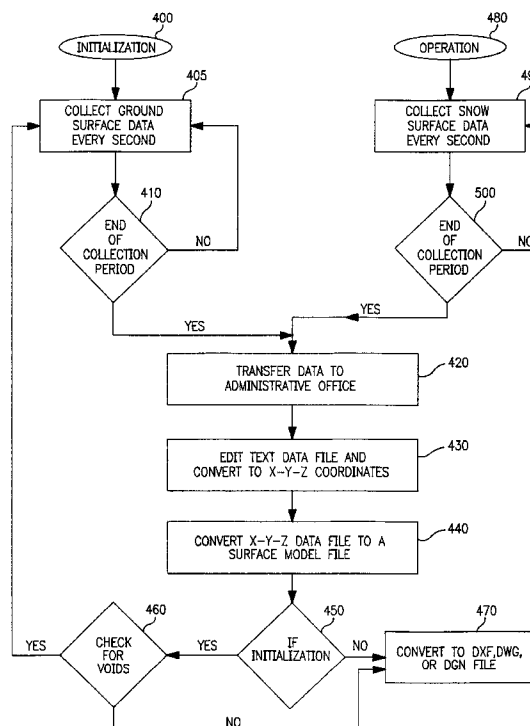 400
INITIALIZATION
405
COLLECT GROUND
SURFACE DATA
EVERY SECOND
410
END
OF
COLLECTION
PERIOD
NO
YES
480
OPERATION
COLLECT SNOW
SURFACE DATA
EVERY SECOND
500
END
OF
COLLECTION
PERIOD
NO
YES
TRANSFER DATA TO
ADMINISTRATIVE OFFICE
420
EDIT TEXT DATA FILE AND
CONVERT TO X-Y-Z COORDINATES
430
CONVERT X-Y-Z DATA FILE TO A
SURFACE MODEL FILE
440
450
IF
INITIALIZATION
YES
NO
460
CHECK
FOR
VOIDS
YES
NO
470
CONVERT TO DXF,DWG,
OR DGN FILE